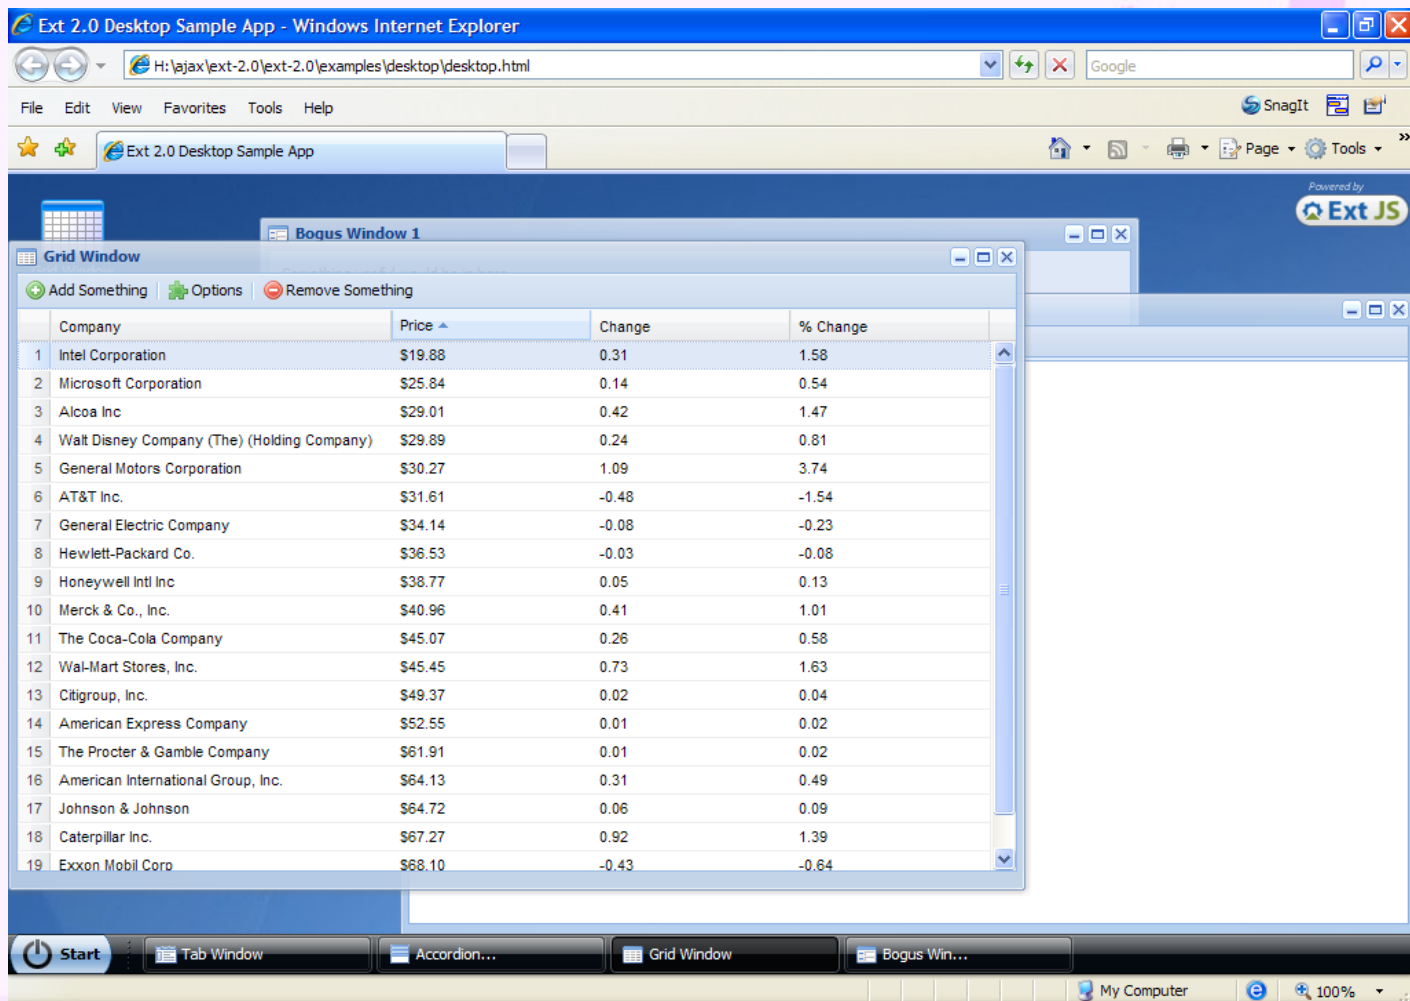 Ext 2.0 Desktop Sample App - Windows Internet Explorer
H:\ajax\ext-2.0\ext-2.0\examples\desktop\desktop.html
Google
File Edit View Favorites Tools Help
SnagIt
Ext 2.0 Desktop Sample App
Page Tools
Powered by
Ext JS
Bogus Window 1
Grid Window
Add Something Options Remove Something
Company Price Change % Change
1 Intel Corporation $19.88 0.31 1.58
2 Microsoft Corporation $25.84 0.14 0.54
3 Alcoa Inc $29.01 0.42 1.47
4 Walt Disney Company (The) (Holding Company) $29.89 0.24 0.81
5 General Motors Corporation $30.27 1.09 3.74
6 AT&T Inc. $31.61 -0.48 -1.54
7 General Electric Company $34.14 -0.08 -0.23
8 Hewlett-Packard Co. $36.53 -0.03 -0.08
9 Honeywell Intl Inc $38.77 0.05 0.13
10 Merck & Co., Inc. $40.96 0.41 1.01
11 The Coca-Cola Company $45.07 0.26 0.58
12 Wal-Mart Stores, Inc. $45.45 0.73 1.63
13 Citigroup, Inc. $49.37 0.02 0.04
14 American Express Company $52.55 0.01 0.02
15 The Procter & Gamble Company $61.91 0.01 0.02
16 American International Group, Inc. $64.13 0.31 0.49
17 Johnson & Johnson $64.72 0.06 0.09
18 Caterpillar Inc. $67.27 0.92 1.39
19 Exxon Mobil Corp $68.10 -0.43 -0.64
Start Tab Window Accordion... Grid Window Bogus Win...
My Computer 100%